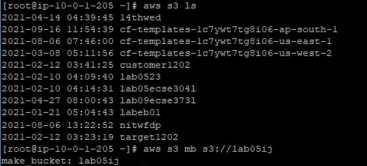 [root@ip-10-0-1-205 ~]# aws s3 ls
2021-04-14 04:39:45 l4thwed
2021-09-16 11:54:39 cf-templates-1c7ywt7tg8i06-ap-south-1
2021-08-06 07:46:00 cf-templates-1c7ywt7tg8i06-us-east-1
2021-03-08 05:11:56 cf-templates-1c7ywt7tg8i06-us-west-2
2021-02-12 03:41:25 customer1202
2021-02-10 04:09:40 lab0523
2021-02-10 04:14:31 lab05ecse3041
2021-04-27 08:00:43 lab09ecse3731
2021-01-21 05:04:43 labeb01
2021-08-06 13:22:52 nitwfdp
2021-02-12 03:23:19 target1202
[root@ip-10-0-1-205 ~]# aws s3 mb s3://lab05ij
make_bucket: lab05ij